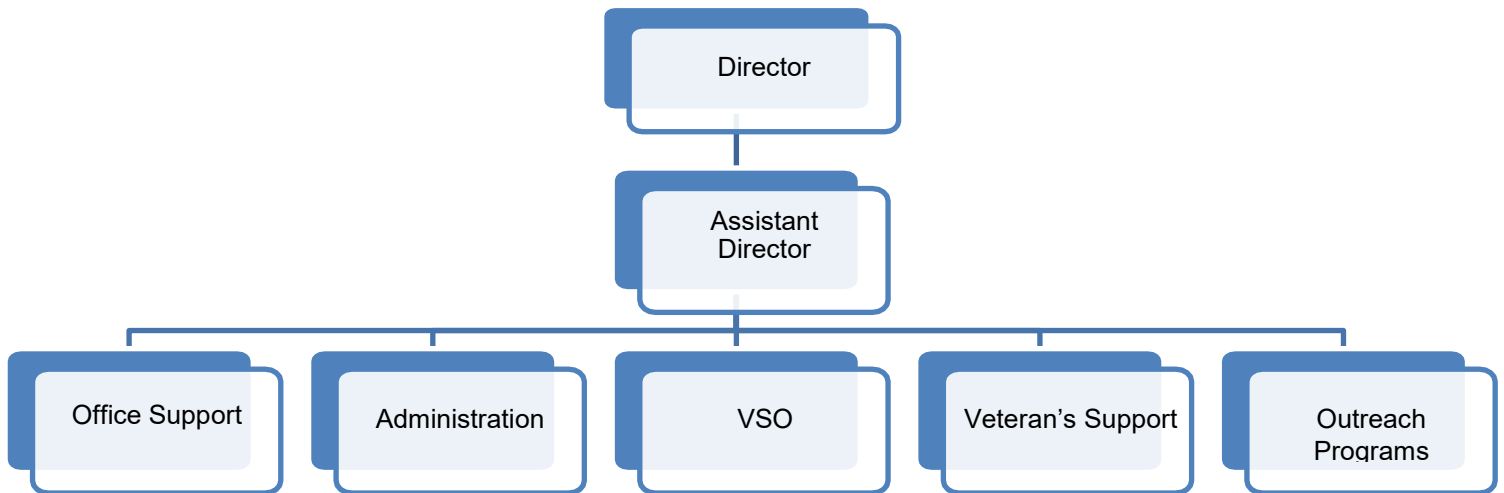 Director
Assistant
Director
Office Support
Administration
VSO
Veteran’s Support
Outreach
Programs